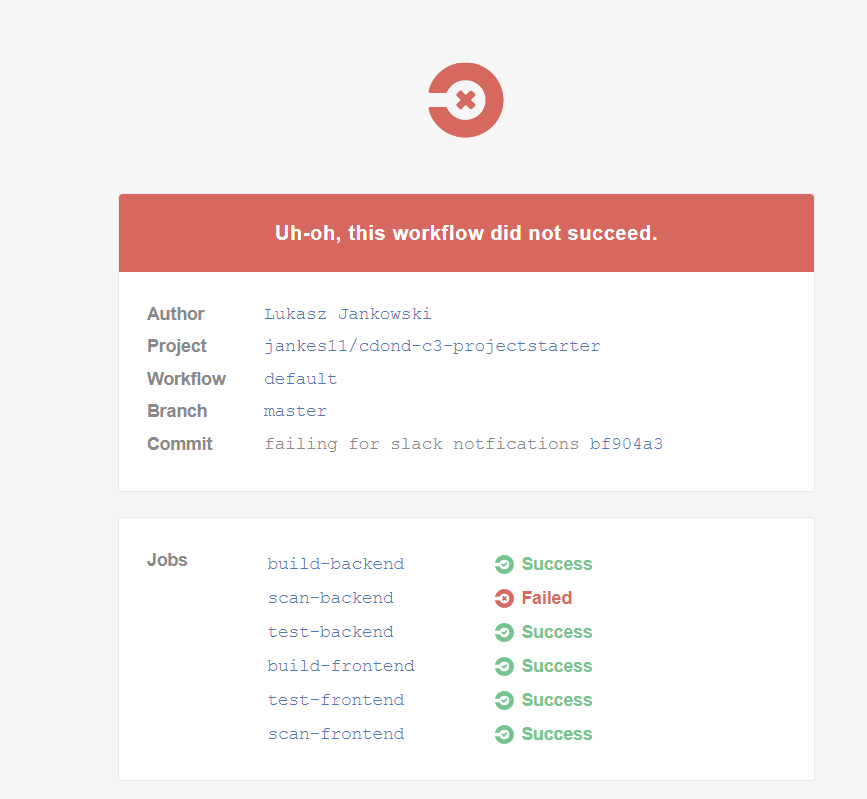 Uh-oh, this workflow did not succeed.
Author Lukasz Jankowski
Project jankes11/cdond-c3-projectstarter
Workflow default
Branch master
Commit failing for slack notfications bf904a3
Jobs build-backend Success
scan-backend Failed
test-backend Success
build-frontend Success
test-frontend Success
scan-frontend Success